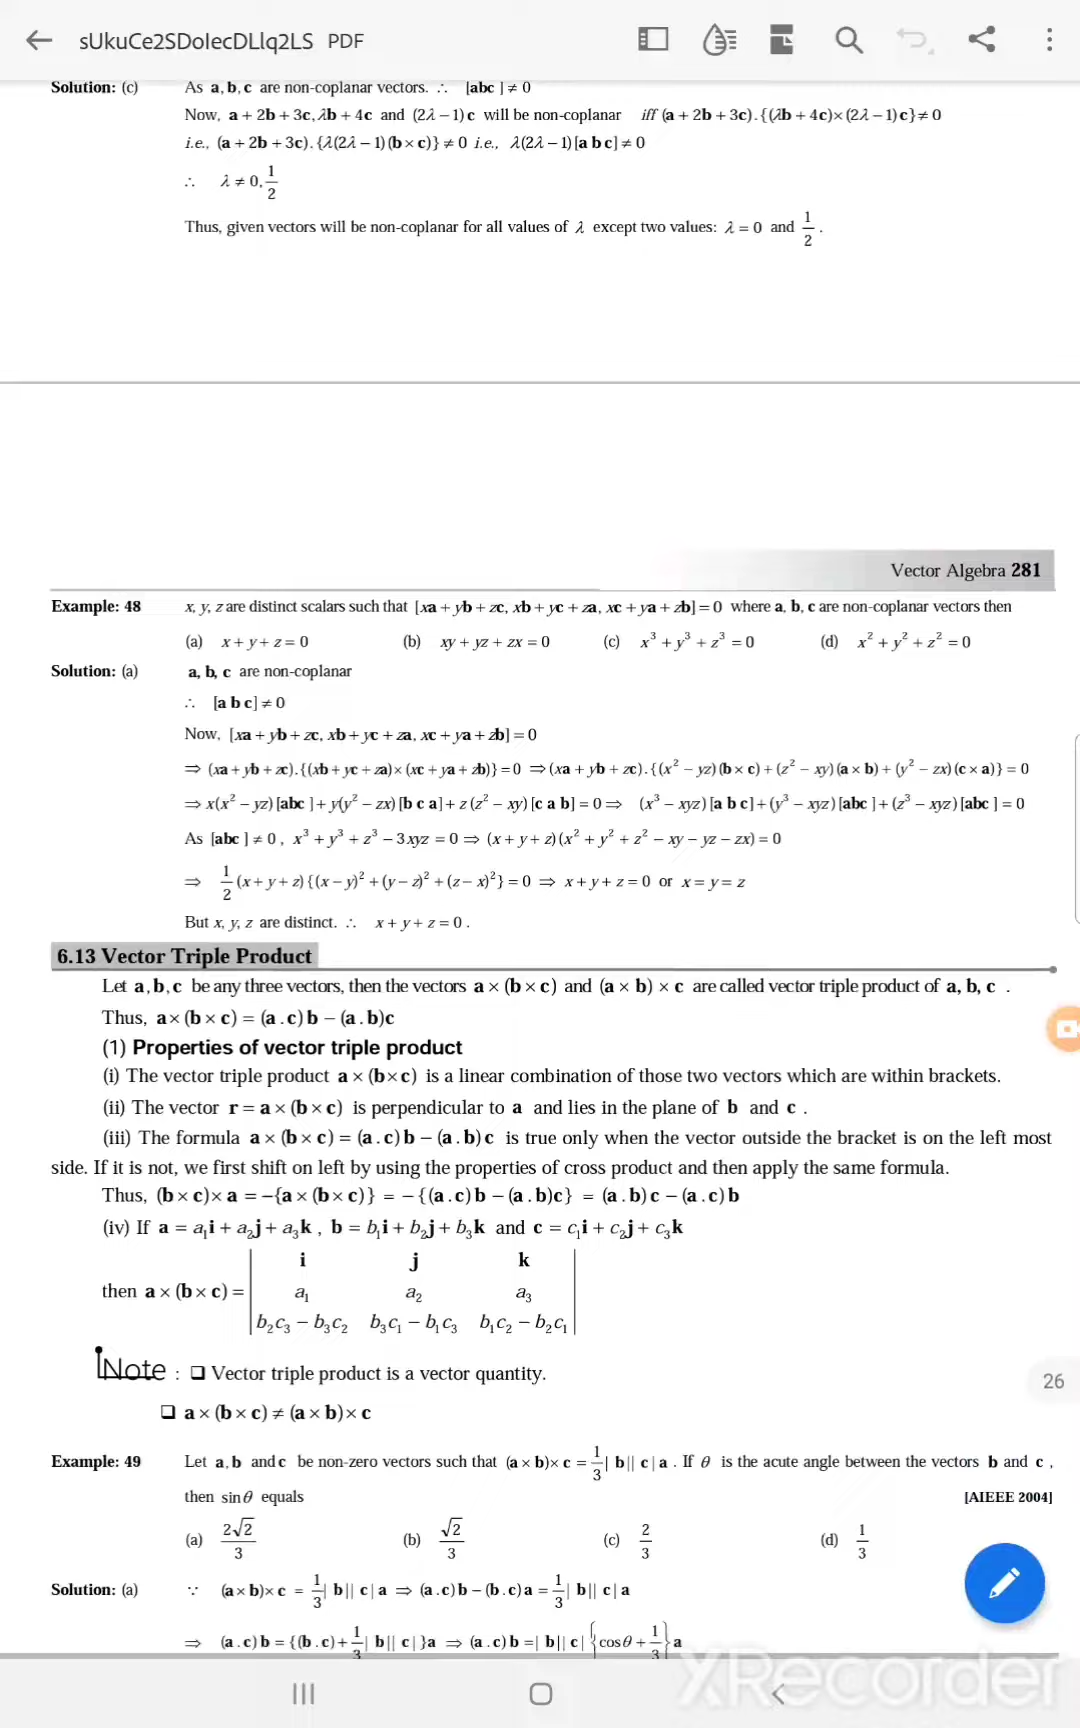 sUkuCe2SDoIecDLlq2LS PDF
Solution: (c) As a, b, c are non-coplanar vectors. ∴ [abc] ≠ 0
Now, a + 2b + 3c, λb + 4c and (2λ – 1)c will be non-coplanar iff (a + 2b + 3c).{(λb + 4c)×(2λ – 1)c} ≠ 0
i.e., (a + 2b + 3c).{λ(2λ – 1)(b × c)} ≠ 0 i.e., λ(2λ – 1)[a b c] ≠ 0
∴ λ ≠ 0, 1/2
Thus, given vectors will be non-coplanar for all values of λ except two values: λ = 0 and 1/2 .
Vector Algebra 281
Example: 48 x, y, z are distinct scalars such that [xa + yb + zc, xb + yc + za, xc + ya + zb] = 0 where a, b, c are non-coplanar vectors then
(a) x + y + z = 0 (b) xy + yz + zx = 0 (c) x³ + y³ + z³ = 0 (d) x² + y² + z² = 0
Solution: (a) a, b, c are non-coplanar
∴ [a b c] ≠ 0
Now, [xa + yb + zc, xb + yc + za, xc + ya + zb] = 0
⇒ (xa + yb + zc).{(xb + yc + za)×(xc + ya + zb)} = 0 ⇒ (xa + yb + zc).{(x² – yz)(b × c) + (z² – xy)(a × b) + (y² – zx)(c × a)} = 0
⇒ x(x² – yz)[abc] + y(y² – zx)[b c a] + z(z² – xy)[c a b] = 0 ⇒ (x³ – xyz)[a b c] + (y³ – xyz)[abc] + (z³ – xyz)[abc] = 0
As [abc] ≠ 0, x³ + y³ + z³ – 3xyz = 0 ⇒ (x + y + z)(x² + y² + z² – xy – yz – zx) = 0
⇒ 1/2 (x + y + z){(x – y)² + (y – z)² + (z – x)²} = 0 ⇒ x + y + z = 0 or x = y = z
But x, y, z are distinct. ∴ x + y + z = 0 .
6.13 Vector Triple Product
Let a, b, c be any three vectors, then the vectors a × (b × c) and (a × b) × c are called vector triple product of a, b, c .
Thus, a × (b × c) = (a . c)b – (a . b)c
(1) Properties of vector triple product
(i) The vector triple product a × (b × c) is a linear combination of those two vectors which are within brackets.
(ii) The vector r = a × (b × c) is perpendicular to a and lies in the plane of b and c .
(iii) The formula a × (b × c) = (a . c)b – (a . b)c is true only when the vector outside the bracket is on the left most
side. If it is not, we first shift on left by using the properties of cross product and then apply the same formula.
Thus, (b × c) × a = –{a × (b × c)} = –{(a . c)b – (a . b)c} = (a . b)c – (a . c)b
(iv) If a = a₁i + a₂j + a₃k , b = b₁i + b₂j + b₃k and c = c₁i + c₂j + c₃k
i j k
then a × (b × c) = a₁ a₂ a₃
b₂c₃ – b₃c₂ b₃c₁ – b₁c₃ b₁c₂ – b₂c₁
Note : ❑ Vector triple product is a vector quantity.
26
❑ a × (b × c) ≠ (a × b) × c
Example: 49 Let a, b and c be non-zero vectors such that (a × b) × c = 1/3 | b || c | a . If θ is the acute angle between the vectors b and c ,
then sin θ equals [AIEEE 2004]
(a) 2√2/3 (b) √2/3 (c) 2/3 (d) 1/3
Solution: (a) ∵ (a × b) × c = 1/3 | b || c | a ⇒ (a . c)b – (b . c)a = 1/3 | b || c | a
⇒ (a . c)b = {(b . c) + 1/3 | b || c |}a ⇒ (a . c)b = | b || c | {cos θ + 1/3} a
XRecorder